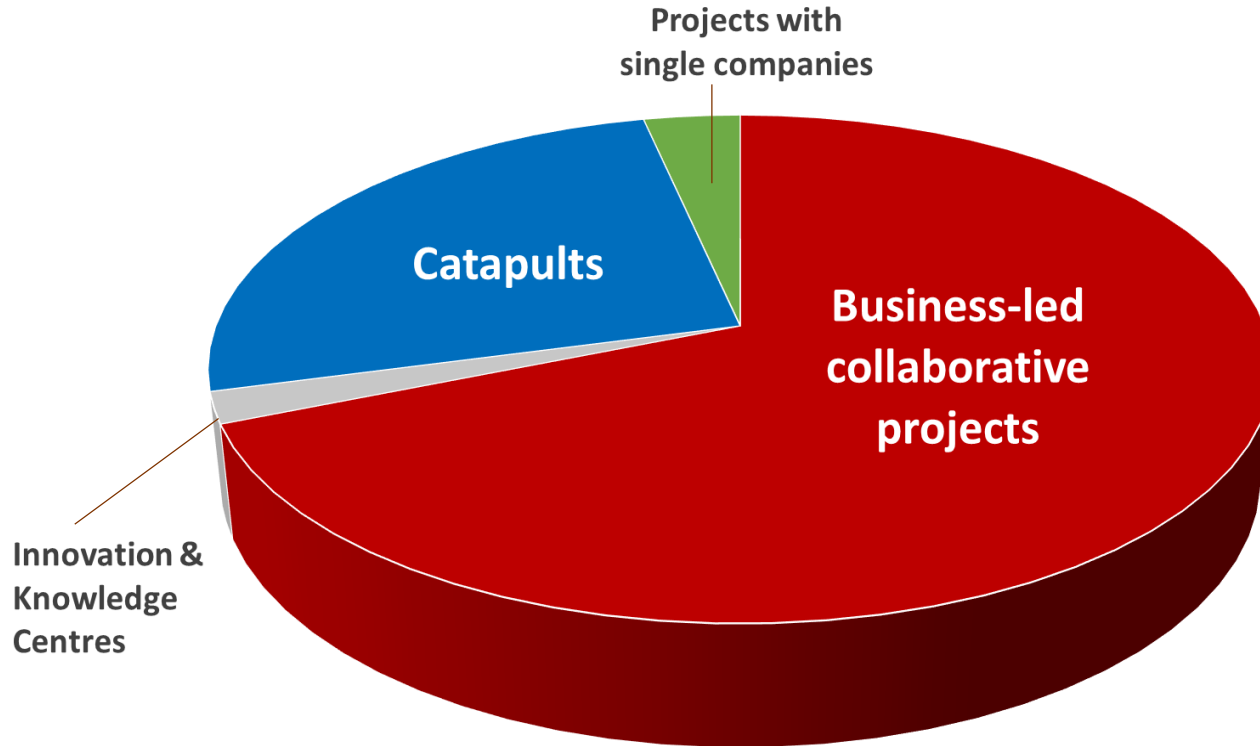 Projects with
single companies
Catapults
Business-led
collaborative
projects
Innovation &
Knowledge
Centres